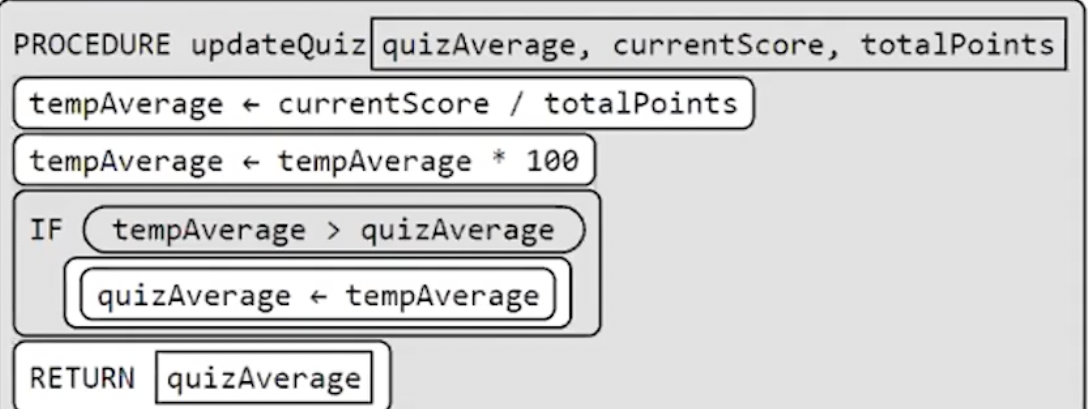 PROCEDURE updateQuiz quizAverage, currentScore, totalPoints
tempAverage ← currentScore / totalPoints
tempAverage ← tempAverage * 100
IF tempAverage > quizAverage
quizAverage ← tempAverage
RETURN quizAverage